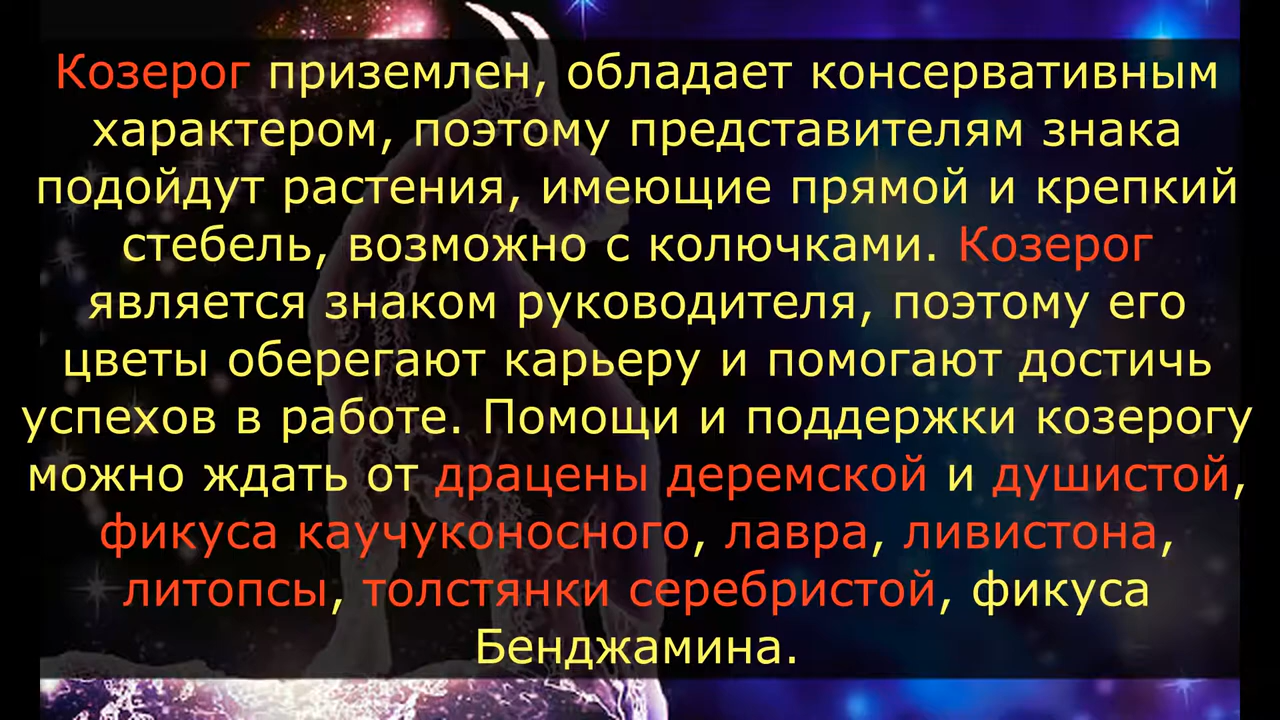 Козерог приземлен, обладает консервативным
характером, поэтому представителям знака
подойдут растения, имеющие прямой и крепкий
стебель, возможно с колючками. Козерог
является знаком руководителя, поэтому его
цветы оберегают карьеру и помогают достичь
успехов в работе. Помощи и поддержки козерогу
можно ждать от драцены деремской и душистой,
фикуса каучуконосного, лавра, ливистона,
литопсы, толстянки серебристой, фикуса
Бенджамина.